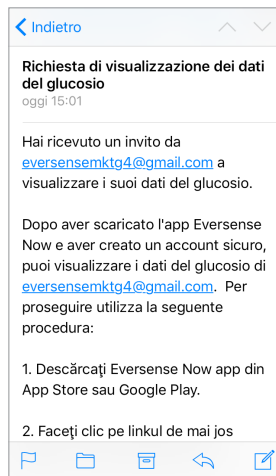 Indietro
Richiesta di visualizzazione dei dati
del glucosio
oggi 15:01
Hai ricevuto un invito da
eversensemktg4@gmail.com a
visualizzare i suoi dati del glucosio.
Dopo aver scaricato l'app Eversense
Now e aver creato un account sicuro,
puoi visualizzare i dati del glucosio di
eversensemktg4@gmail.com.  Per
proseguire utilizza la seguente
procedura:
1. Descărcaţi Eversense Now app din
App Store sau Google Play.
2. Faceţi clic pe linkul de mai jos